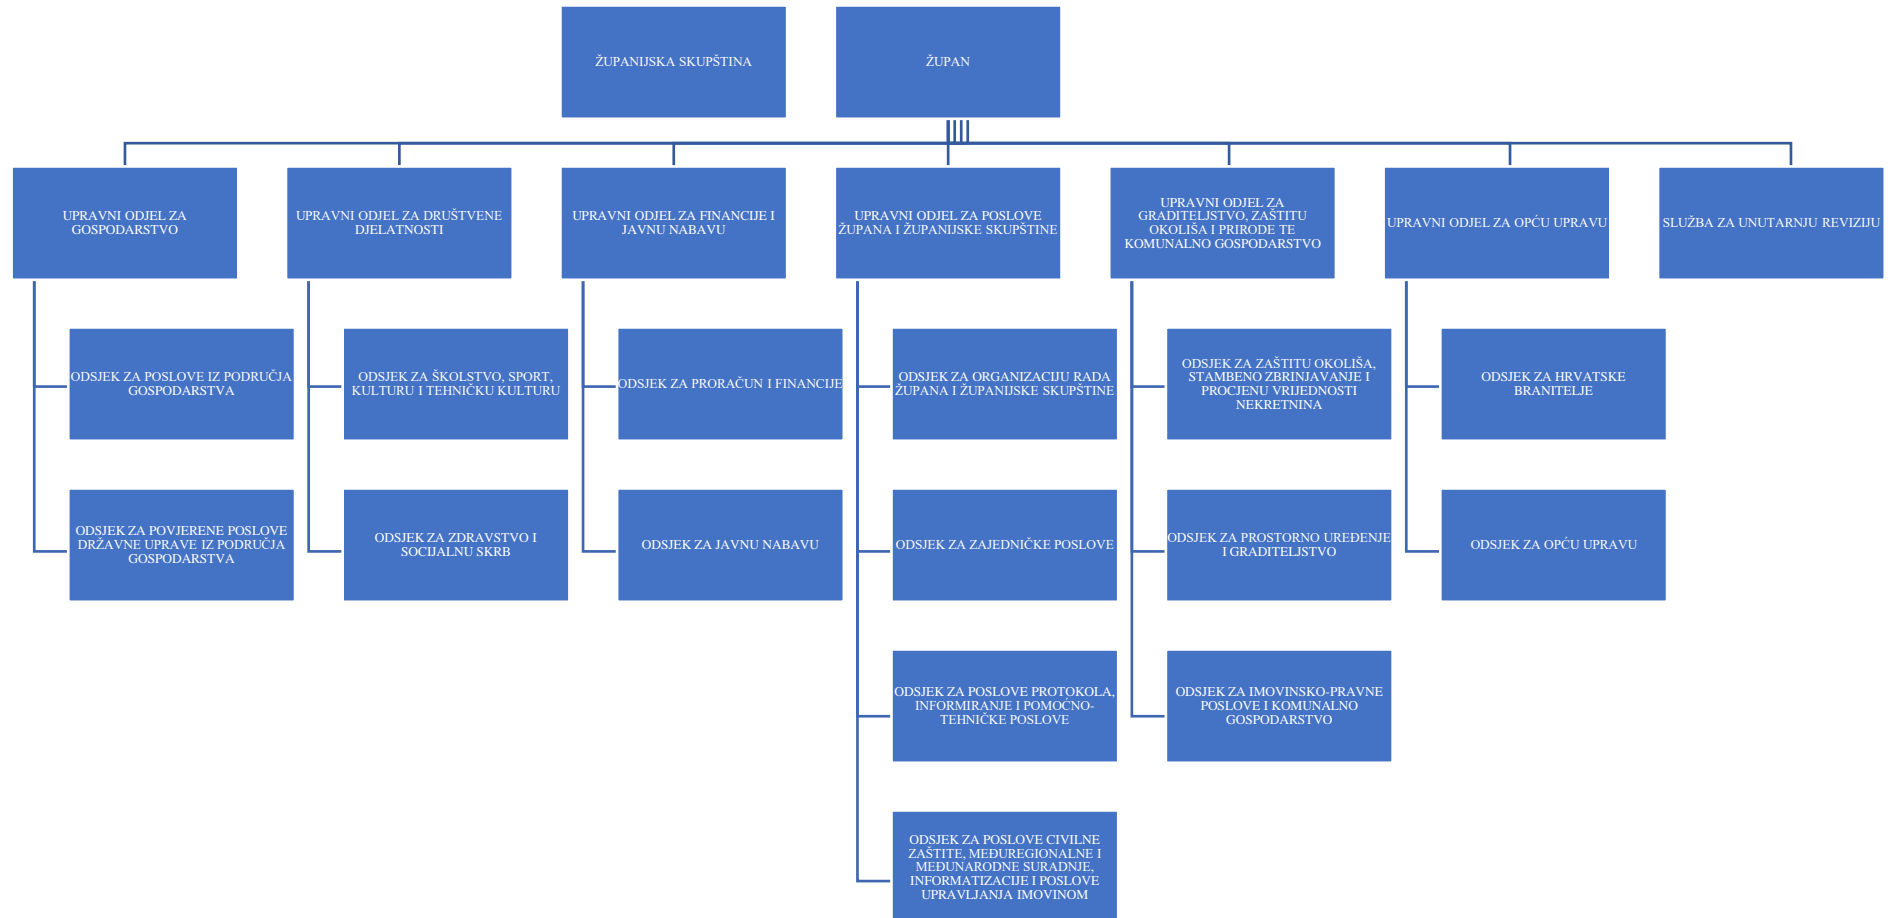 ŽUPANIJSKA SKUPŠTINA
ŽUPAN
UPRAVNI ODJEL ZA
GOSPODARSTVO
UPRAVNI ODJEL ZA DRUŠTVENE
DJELATNOSTI
UPRAVNI ODJEL ZA FINANCIJE I
JAVNU NABAVU
UPRAVNI ODJEL ZA POSLOVE
ŽUPANA I ŽUPANIJSKE SKUPŠTINE
UPRAVNI ODJEL ZA
GRADITELJSTVO, ZAŠTITU
OKOLIŠA I PRIRODE TE
KOMUNALNO GOSPODARSTVO
UPRAVNI ODJEL ZA OPĆU UPRAVU
SLUŽBA ZA UNUTARNJU REVIZIJU
ODSJEK ZA POSLOVE IZ PODRUČJA
GOSPODARSTVA
ODSJEK ZA ŠKOLSTVO, SPORT,
KULTURU I TEHNIČKU KULTURU
ODSJEK ZA PRORAČUN I FINANCIJE
ODSJEK ZA ORGANIZACIJU RADA
ŽUPANA I ŽUPANIJSKE SKUPŠTINE
ODSJEK ZA ZAŠTITU OKOLIŠA,
STAMBENO ZBRINJAVANJE I
PROCJENU VRIJEDNOSTI
NEKRETNINA
ODSJEK ZA HRVATSKE
BRANITELJE
ODSJEK ZA POVJERENE POSLOVE
DRŽAVNE UPRAVE IZ PODRUČJA
GOSPODARSTVA
ODSJEK ZA ZDRAVSTVO I
SOCIJALNU SKRB
ODSJEK ZA JAVNU NABAVU
ODSJEK ZA ZAJEDNIČKE POSLOVE
ODSJEK ZA PROSTORNO UREĐENJE
I GRADITELJSTVO
ODSJEK ZA OPĆU UPRAVU
ODSJEK ZA POSLOVE PROTOKOLA,
INFORMIRANJE I POMOĆNO-
TEHNIČKE POSLOVE
ODSJEK ZA IMOVINSKO-PRAVNE
POSLOVE I KOMUNALNO
GOSPODARSTVO
ODSJEK ZA POSLOVE CIVILNE
ZAŠTITE, MEĐUREGIONALNE I
MEĐUNARODNE SURADNJE,
INFORMATIZACIJE I POSLOVE
UPRAVLJANJA IMOVINOM